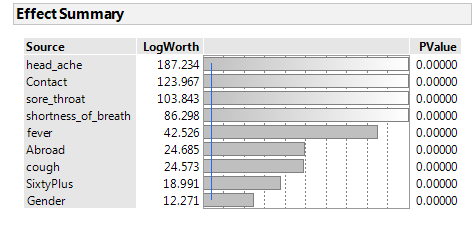 Effect Summary
Source LogWorth PValue
head_ache 187.234 0.00000
Contact 123.967 0.00000
sore_throat 103.843 0.00000
shortness_of_breath 86.298 0.00000
fever 42.526 0.00000
Abroad 24.685 0.00000
cough 24.573 0.00000
SixtyPlus 18.991 0.00000
Gender 12.271 0.00000